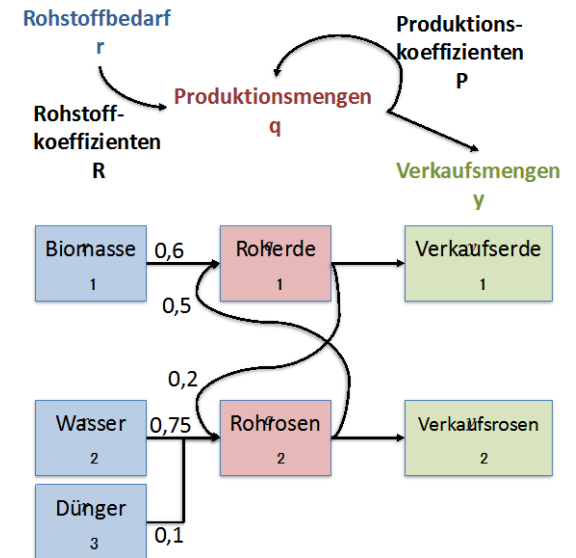 Rohstoffbedarf
r
Produktions-
koeffizienten
P
Produktionsmengen
q
Rohstoff-
koeffizienten
R
Verkaufsmengen
y
Biomasse
1
0,6
Roherde
1
Verkaufserde
1
0,5
0,2
Wasser
2
0,75
Rohrosen
2
Verkaufsrosen
2
Dünger
3
0,1